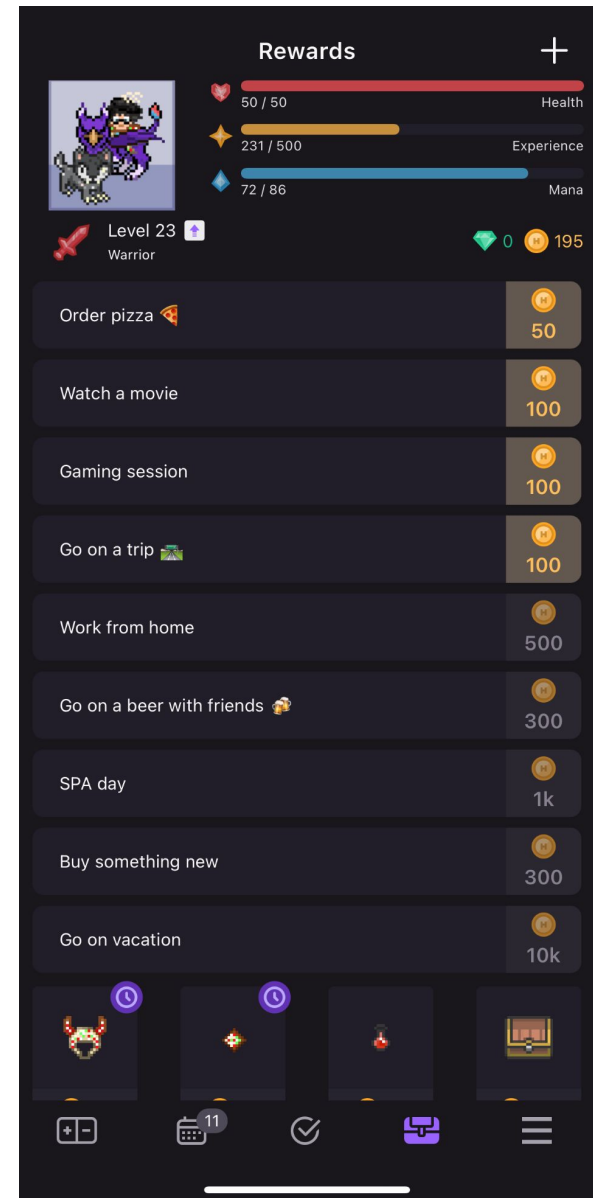 Rewards
50 / 50 Health
231 / 500 Experience
72 / 86 Mana
Level 23
Warrior
0 195
Order pizza 🍕
50
Watch a movie
100
Gaming session
100
Go on a trip 🛣️
100
Work from home
500
Go on a beer with friends 🍻
300
SPA day
1k
Buy something new
300
Go on vacation
10k
11